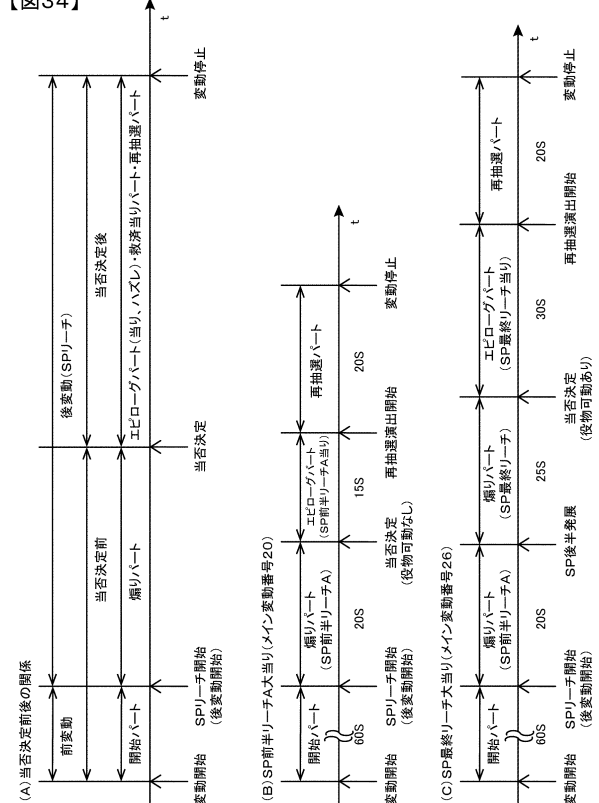 【図34】
(A)当否決定前後の関係
前変動
後変動(SPリーチ)
当否決定前
当否決定後
開始パート
煽りパート
エピローグパート(当り、ハズレ)・救済当りパート・再抽選パート
t
変動開始
SPリーチ開始
(後変動開始)
当否決定
変動停止
(B)SP前半リーチA大当り(メイン変動番号20)
開始パート
煽りパート
(SP前半リーチA)
エピローグパート
(SP前半リーチA当り)
再抽選パート
t
60S
20S
15S
20S
変動開始
SPリーチ開始
(後変動開始)
当否決定
(役物可動なし)
再抽選演出開始
変動停止
(C)SP最終リーチ大当り(メイン変動番号26)
開始パート
煽りパート
(SP前半リーチA)
煽りパート
(SP最終リーチ)
エピローグパート
(SP最終リーチ当り)
再抽選パート
t
60S
20S
25S
30S
20S
変動開始
SPリーチ開始
(後変動開始)
SP後半発展
当否決定
(役物可動あり)
再抽選演出開始
変動停止